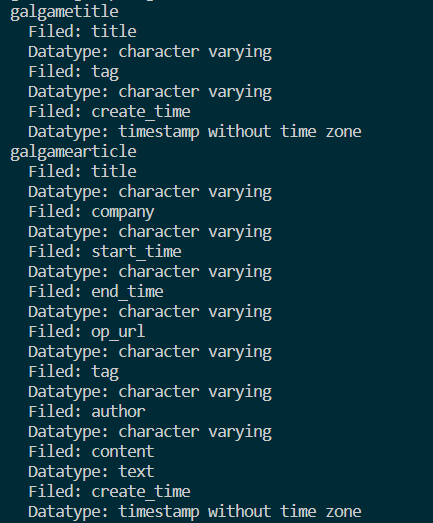 galgametitle
Filed: title
Datatype: character varying
Filed: tag
Datatype: character varying
Filed: create_time
Datatype: timestamp without time zone
galgamearticle
Filed: title
Datatype: character varying
Filed: company
Datatype: character varying
Filed: start_time
Datatype: character varying
Filed: end_time
Datatype: character varying
Filed: op_url
Datatype: character varying
Filed: tag
Datatype: character varying
Filed: author
Datatype: character varying
Filed: content
Datatype: text
Filed: create_time
Datatype: timestamp without time zone